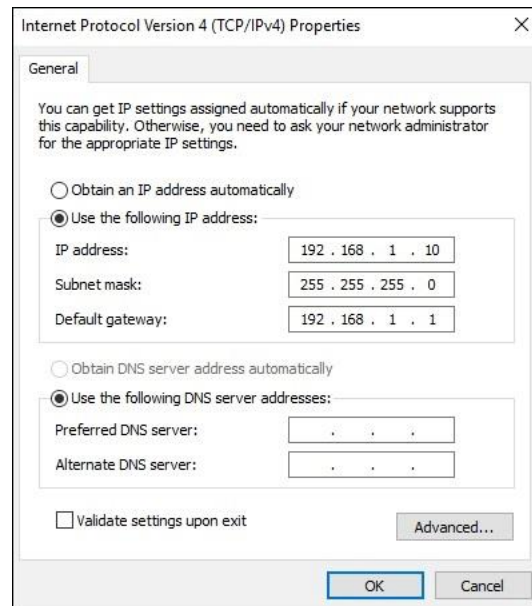 Internet Protocol Version 4 (TCP/IPv4) Properties
General
You can get IP settings assigned automatically if your network supports
this capability. Otherwise, you need to ask your network administrator
for the appropriate IP settings.
Obtain an IP address automatically
Use the following IP address:
IP address: 192 . 168 . 1 . 10
Subnet mask: 255 . 255 . 255 . 0
Default gateway: 192 . 168 . 1 . 1
Obtain DNS server address automatically
Use the following DNS server addresses:
Preferred DNS server: . . .
Alternate DNS server: . . .
Validate settings upon exit
Advanced...
OK Cancel